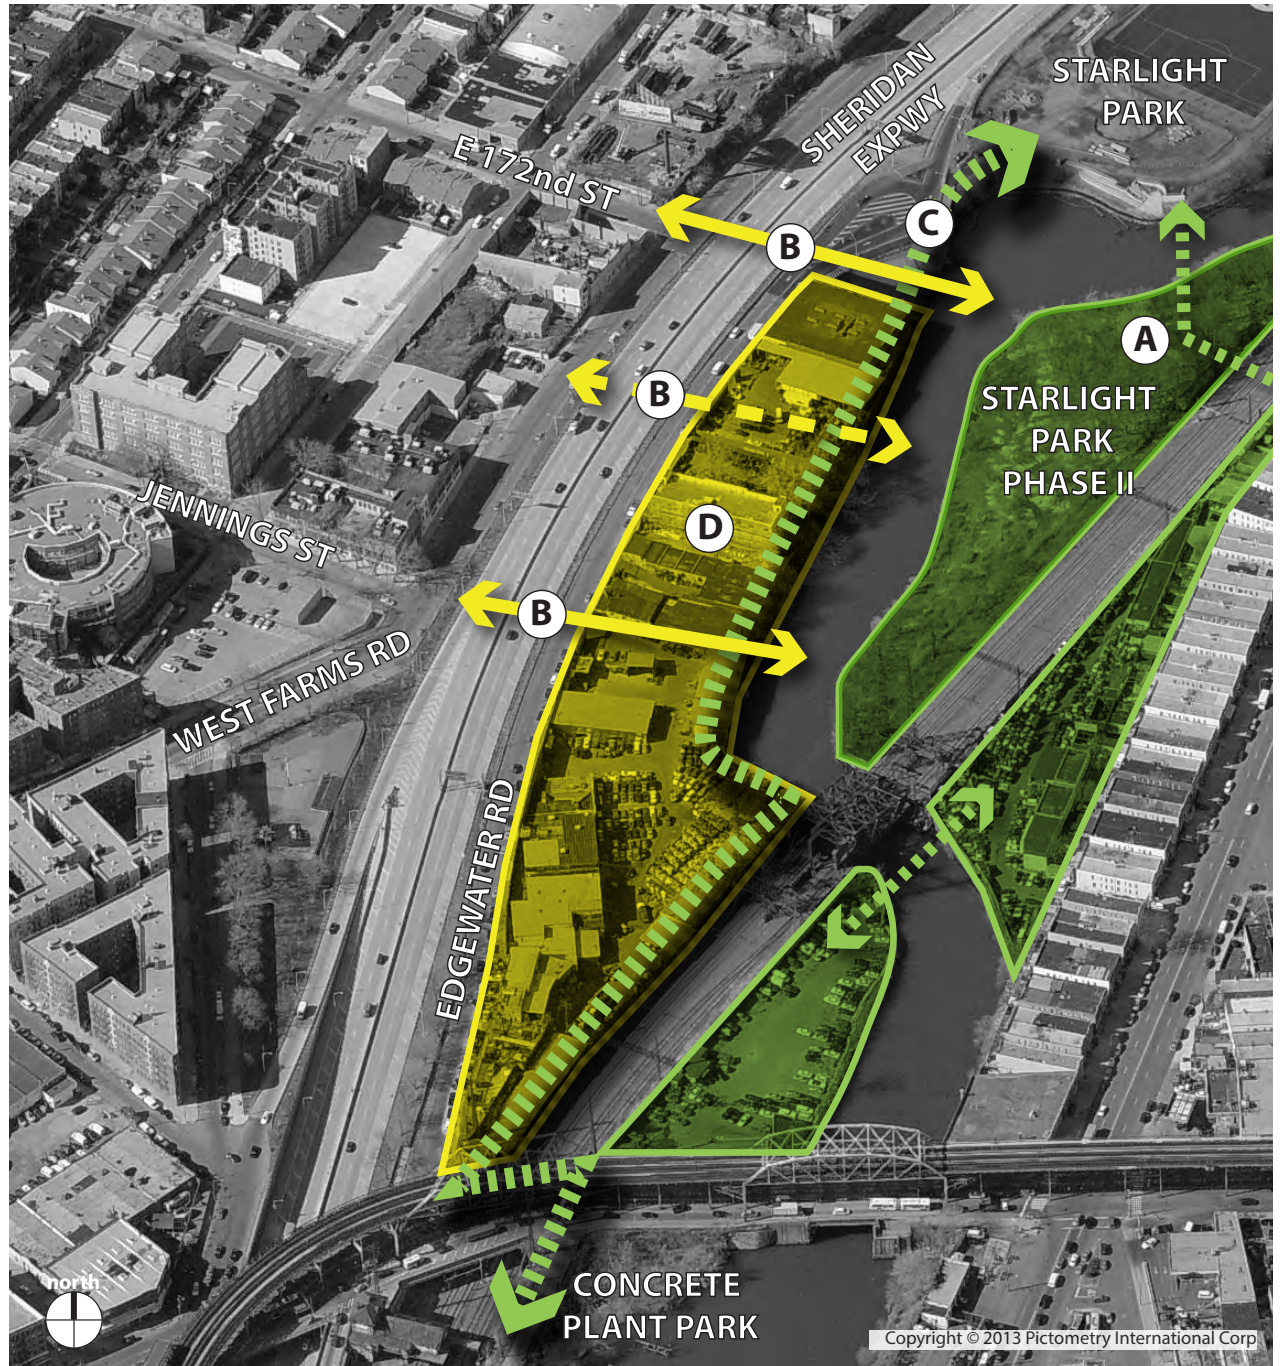 STARLIGHT
PARK
SHERIDAN
EXPWY
E 172nd ST
C
B
A
B
STARLIGHT
PARK
PHASE II
D
JENNINGS ST
B
WEST FARMS RD
EDGEWATER RD
north
CONCRETE
PLANT PARK
Copyright © 2013 Pictometry International Corp